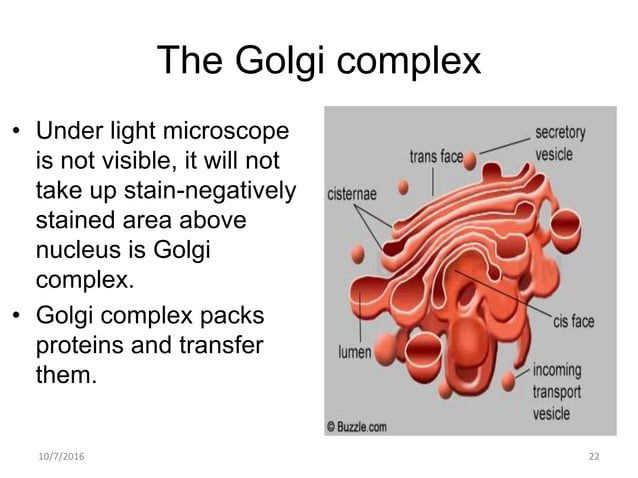 The Golgi complex
• Under light microscope
is not visible, it will not
take up stain-negatively
stained area above
nucleus is Golgi
complex.
• Golgi complex packs
proteins and transfer
them.
secretory
vesicle
trans face
cisternae
cis face
lumen
incoming
transport
vesicle
© Buzzle.com
10/7/2016
22